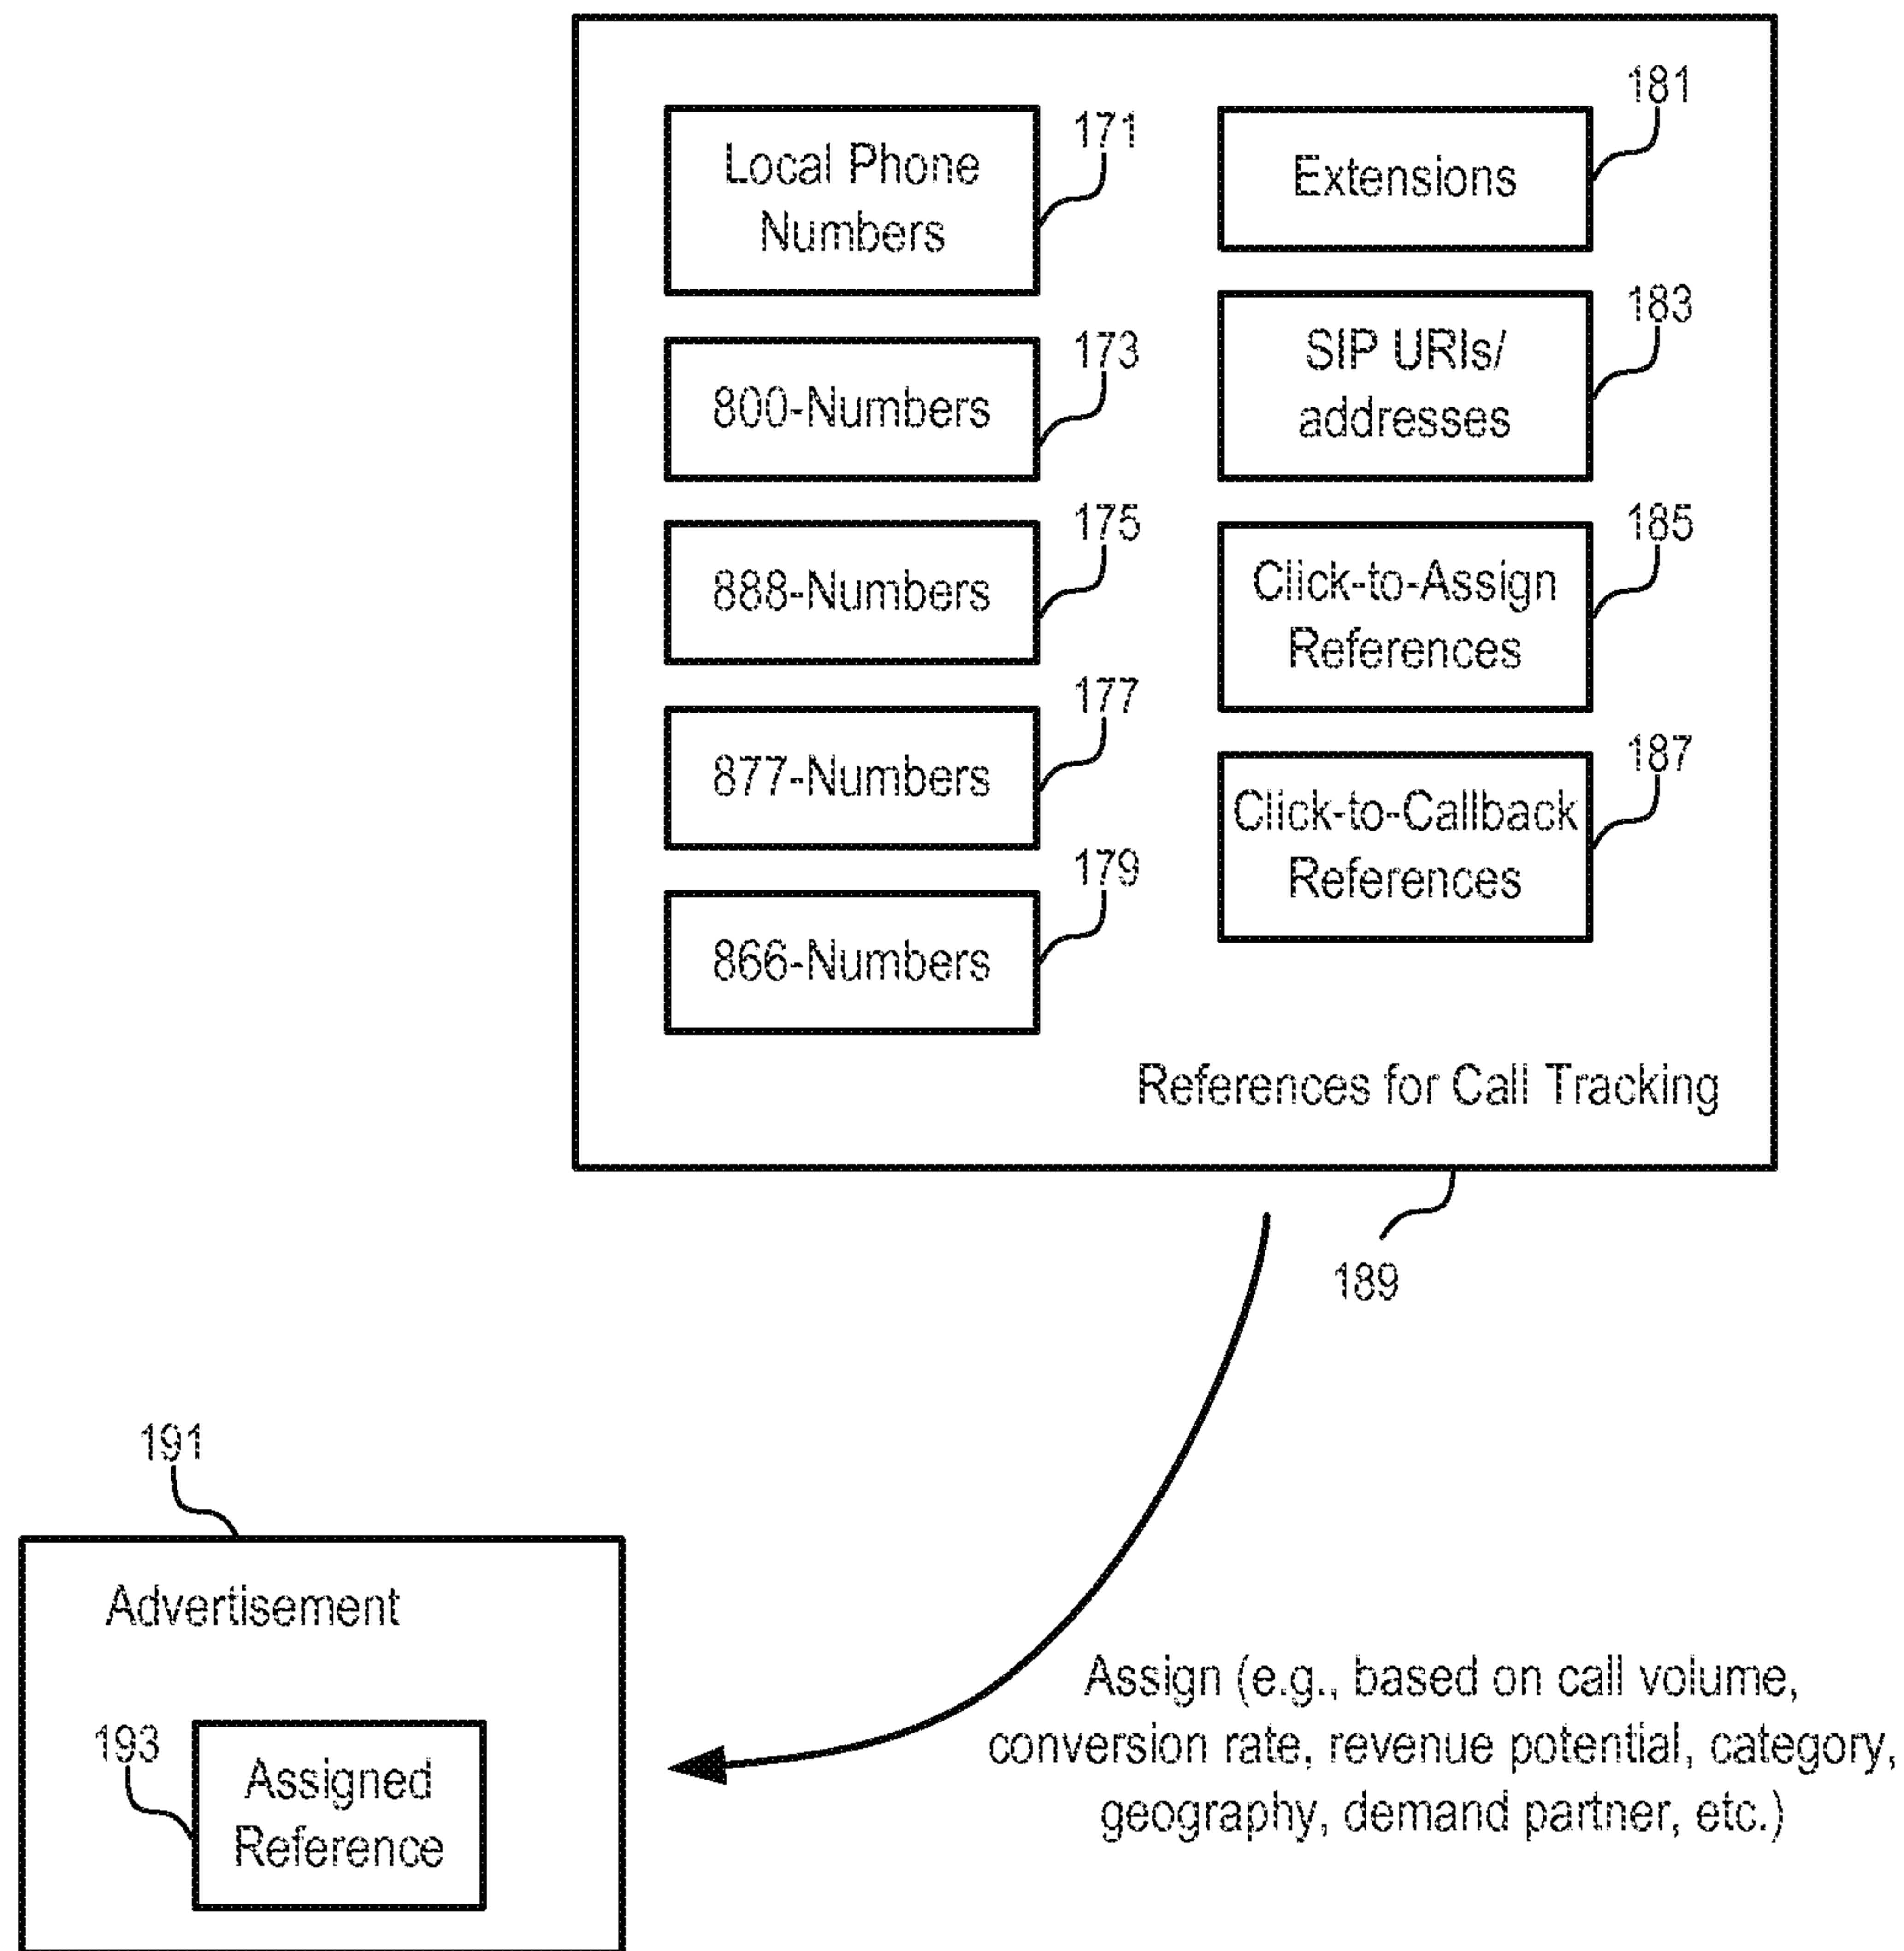 181
171
Local Phone
Numbers
Extensions
183
173
SIP URIs/
addresses
800-Numbers
175
185
888-Numbers
Click-to-Assign
References
177
187
877-Numbers
Click-to-Callback
References
179
866-Numbers
References for Call Tracking
189
191
Advertisement
193
Assigned
Reference
Assign (e.g., based on call volume,
conversion rate, revenue potential, category,
geography, demand partner, etc.)